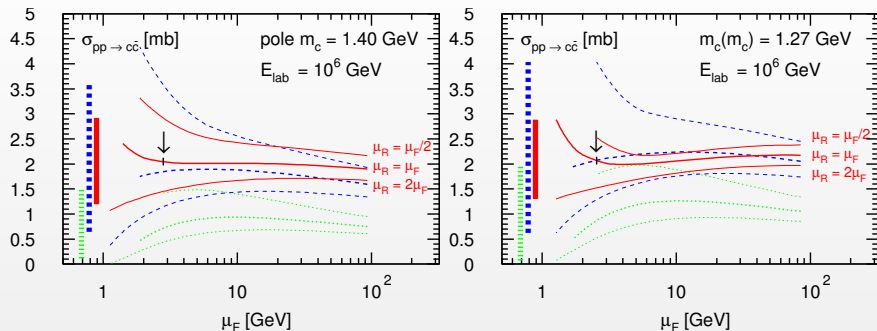 σpp → cc̄ [mb]
pole mc = 1.40 GeV
Elab = 10⁶ GeV
5
4.5
4
3.5
3
2.5
2
1.5
1
0.5
0
μR = μF/2
μR = μF
μR = 2μF
1
10
10²
μF [GeV]
σpp → cc̄ [mb]
mc(mc) = 1.27 GeV
Elab = 10⁶ GeV
5
4.5
4
3.5
3
2.5
2
1.5
1
0.5
0
μR = μF/2
μR = μF
μR = 2μF
1
10
10²
μF [GeV]